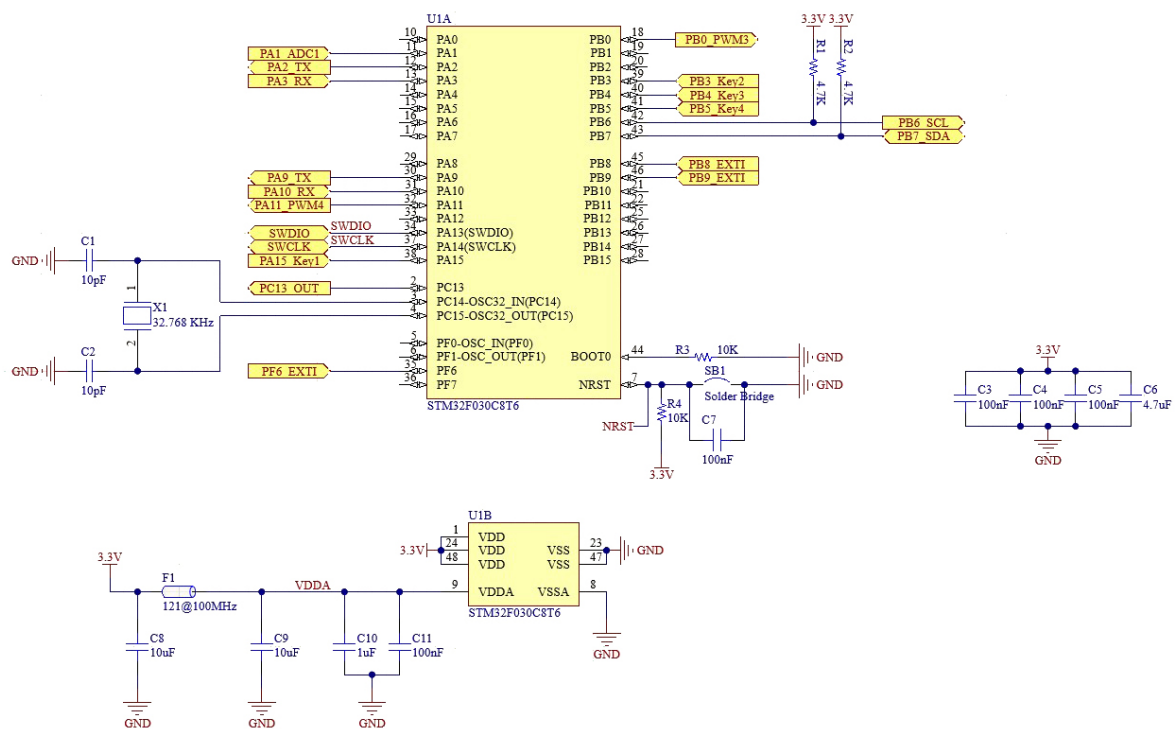 U1A
10 PA0
PA1_ADC1 11 PA1
PA2_TX 12 PA2
PA3_RX 13 PA3
14 PA4
15 PA5
16 PA6
17 PA7
29 PA8
PA9_TX 30 PA9
PA10_RX 31 PA10
PA11_PWM4 32 PA11
33 PA12
SWDIO SWDIO 34 PA13(SWDIO)
SWCLK SWCLK 37 PA14(SWCLK)
PA15_Key1 38 PA15
PC13_OUT 2 PC13
3 PC14-OSC32_IN(PC14)
4 PC15-OSC32_OUT(PC15)
5 PF0-OSC_IN(PF0)
6 PF1-OSC_OUT(PF1)
PF6_EXTI 35 PF6
36 PF7
STM32F030C8T6
PB0 18 PB0_PWM3
PB1 19
PB2 20
PB3 39 PB3_Key2
PB4 40 PB4_Key3
PB5 41 PB5_Key4
PB6 42 PB6_SCL
PB7 43 PB7_SDA
PB8 45 PB8_EXTI
PB9 46 PB9_EXTI
PB10 21
PB11 22
PB12 25
PB13 26
PB14 27
PB15 28
BOOT0 44 R3 10K GND
NRST 7 SB1 GND
Solder Bridge
3.3V 3.3V
R1 R2
4.7K 4.7K
C1
GND
10pF
1
X1
32.768 KHz
2
C2
GND
10pF
R4
10K
NRST
C7
100nF
3.3V
3.3V
C3 C4 C5 C6
100nF 100nF 100nF 4.7uF
GND
U1B
1 VDD
3.3V 24 VDD VSS 23 GND
48 VDD VSS 47
9 VDDA VSSA 8
STM32F030C8T6
GND
3.3V
F1
121@100MHz
VDDA
C8 C9 C10 C11
10uF 10uF 1uF 100nF
GND GND GND